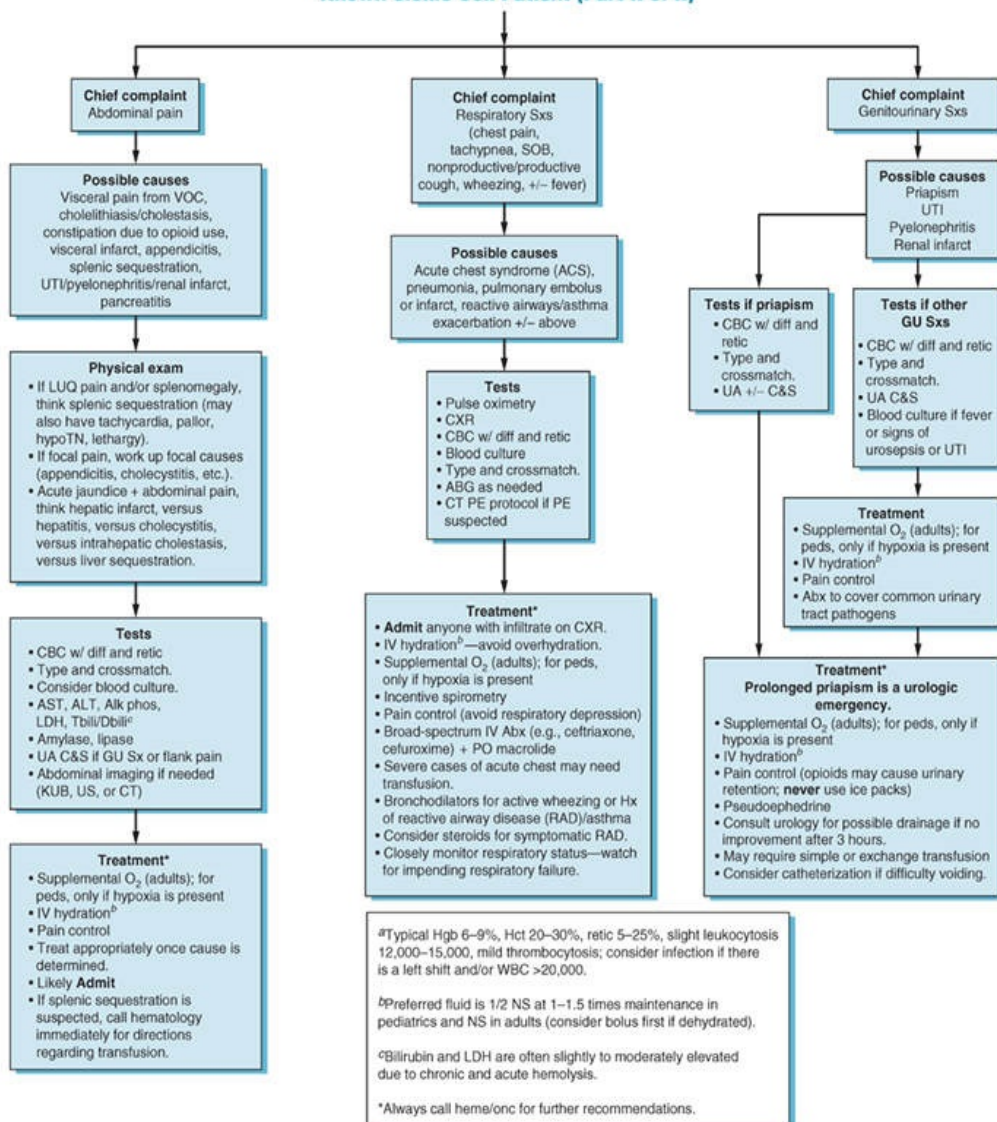 Chief complaint
Abdominal pain
Possible causes
Visceral pain from VOC,
cholelithiasis/cholestasis,
constipation due to opioid use,
visceral infarct, appendicitis,
splenic sequestration,
UTI/pyelonephritis/renal infarct,
pancreatitis
Physical exam
• If LUQ pain and/or splenomegaly,
think splenic sequestration (may
also have tachycardia, pallor,
hypoTN, lethargy).
• If focal pain, work up focal causes
(appendicitis, cholecystitis, etc.).
• Acute jaundice + abdominal pain,
think hepatic infarct, versus
hepatitis, versus cholecystitis,
versus intrahepatic cholestasis,
versus liver sequestration.
Tests
• CBC w/ diff and retic
• Type and crossmatch.
• Consider blood culture.
• AST, ALT, Alk phos,
LDH, Tbili/Dbili^c
• Amylase, lipase
• UA C&S if GU Sx or flank pain
• Abdominal imaging if needed
(KUB, US, or CT)
Treatment*
• Supplemental O₂ (adults); for
peds, only if hypoxia is present
• IV hydration^b
• Pain control
• Treat appropriately once cause is
determined.
• Likely Admit
• If splenic sequestration is
suspected, call hematology
immediately for directions
regarding transfusion.
Chief complaint
Respiratory Sxs
(chest pain,
tachypnea, SOB,
nonproductive/productive
cough, wheezing, +/– fever)
Possible causes
Acute chest syndrome (ACS),
pneumonia, pulmonary embolus
or infarct, reactive airways/asthma
exacerbation +/– above
Tests
• Pulse oximetry
• CXR
• CBC w/ diff and retic
• Blood culture
• Type and crossmatch.
• ABG as needed
• CT PE protocol if PE
suspected
Treatment*
• Admit anyone with infiltrate on CXR.
• IV hydration^b—avoid overhydration.
• Supplemental O₂ (adults); for peds,
only if hypoxia is present
• Incentive spirometry
• Pain control (avoid respiratory depression)
• Broad-spectrum IV Abx (e.g., ceftriaxone,
cefuroxime) + PO macrolide
• Severe cases of acute chest may need
transfusion.
• Bronchodilators for active wheezing or Hx
of reactive airway disease (RAD)/asthma
• Consider steroids for symptomatic RAD.
• Closely monitor respiratory status—watch
for impending respiratory failure.
Chief complaint
Genitourinary Sxs
Possible causes
Priapism
UTI
Pyelonephritis
Renal infarct
Tests if priapism
• CBC w/ diff and
retic
• Type and
crossmatch.
• UA +/– C&S
Tests if other
GU Sxs
• CBC w/ diff and retic
• Type and
crossmatch.
• UA C&S
• Blood culture if fever
or signs of
urosepsis or UTI
Treatment
• Supplemental O₂ (adults); for
peds, only if hypoxia is present
• IV hydration^b
• Pain control
• Abx to cover common urinary
tract pathogens
Treatment*
Prolonged priapism is a urologic
emergency.
• Supplemental O₂ (adults); for peds, only if
hypoxia is present
• IV hydration^b
• Pain control (opioids may cause urinary
retention; never use ice packs)
• Pseudoephedrine
• Consult urology for possible drainage if no
improvement after 3 hours.
• May require simple or exchange transfusion
• Consider catheterization if difficulty voiding.
^aTypical Hgb 6–9%, Hct 20–30%, retic 5–25%, slight leukocytosis
12,000–15,000, mild thrombocytosis; consider infection if there
is a left shift and/or WBC >20,000.
^bPreferred fluid is 1/2 NS at 1–1.5 times maintenance in
pediatrics and NS in adults (consider bolus first if dehydrated).
^cBilirubin and LDH are often slightly to moderately elevated
due to chronic and acute hemolysis.
*Always call heme/onc for further recommendations.